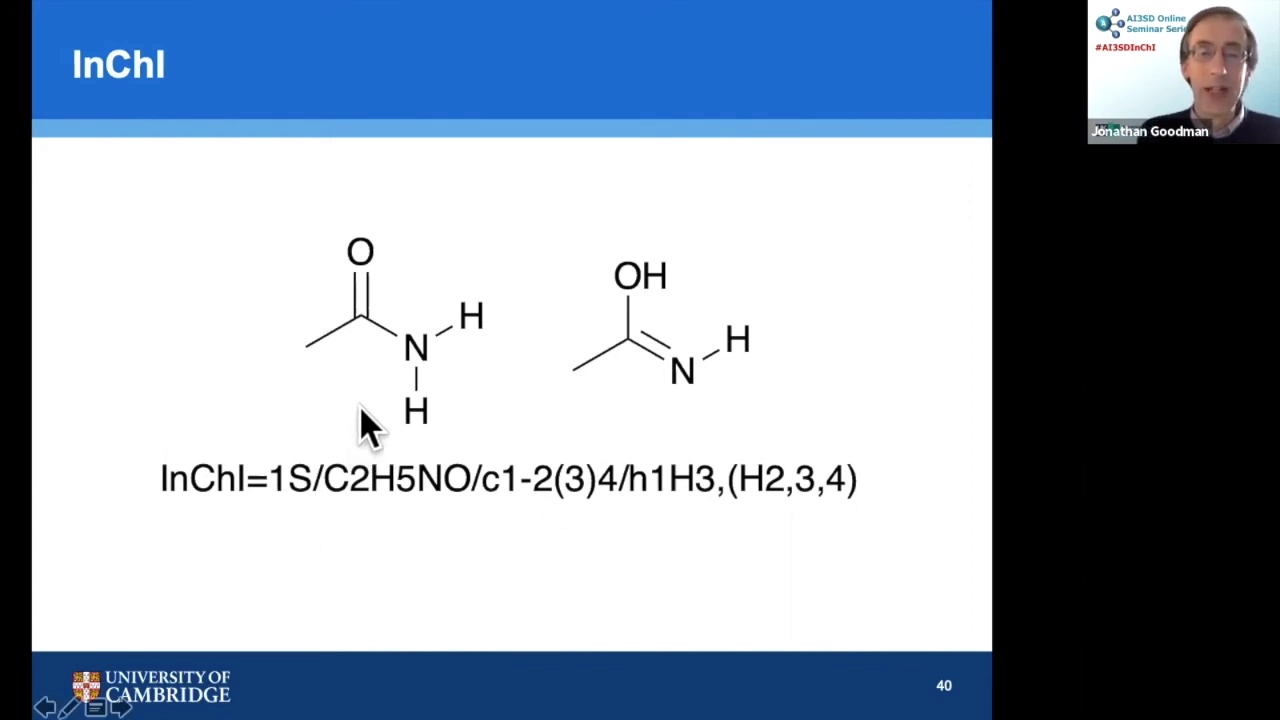 InChI
O
H
N
H
OH
H
N
InChI=1S/C2H5NO/c1-2(3)4/h1H3,(H2,3,4)
UNIVERSITY OF
CAMBRIDGE
40
AI3SD Online
Seminar Serie
#AI3SDInChI
Jonathan Goodman